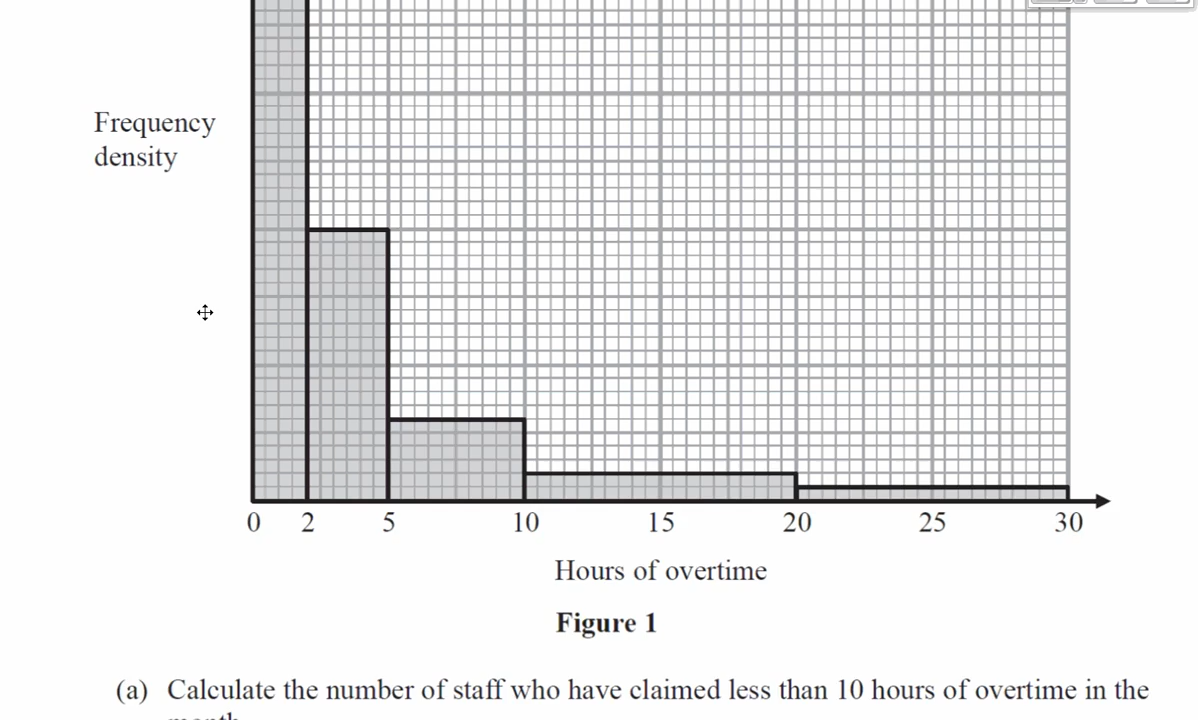 Frequency
density
0 2 5 10 15 20 25 30
Hours of overtime
Figure 1
(a) Calculate the number of staff who have claimed less than 10 hours of overtime in the